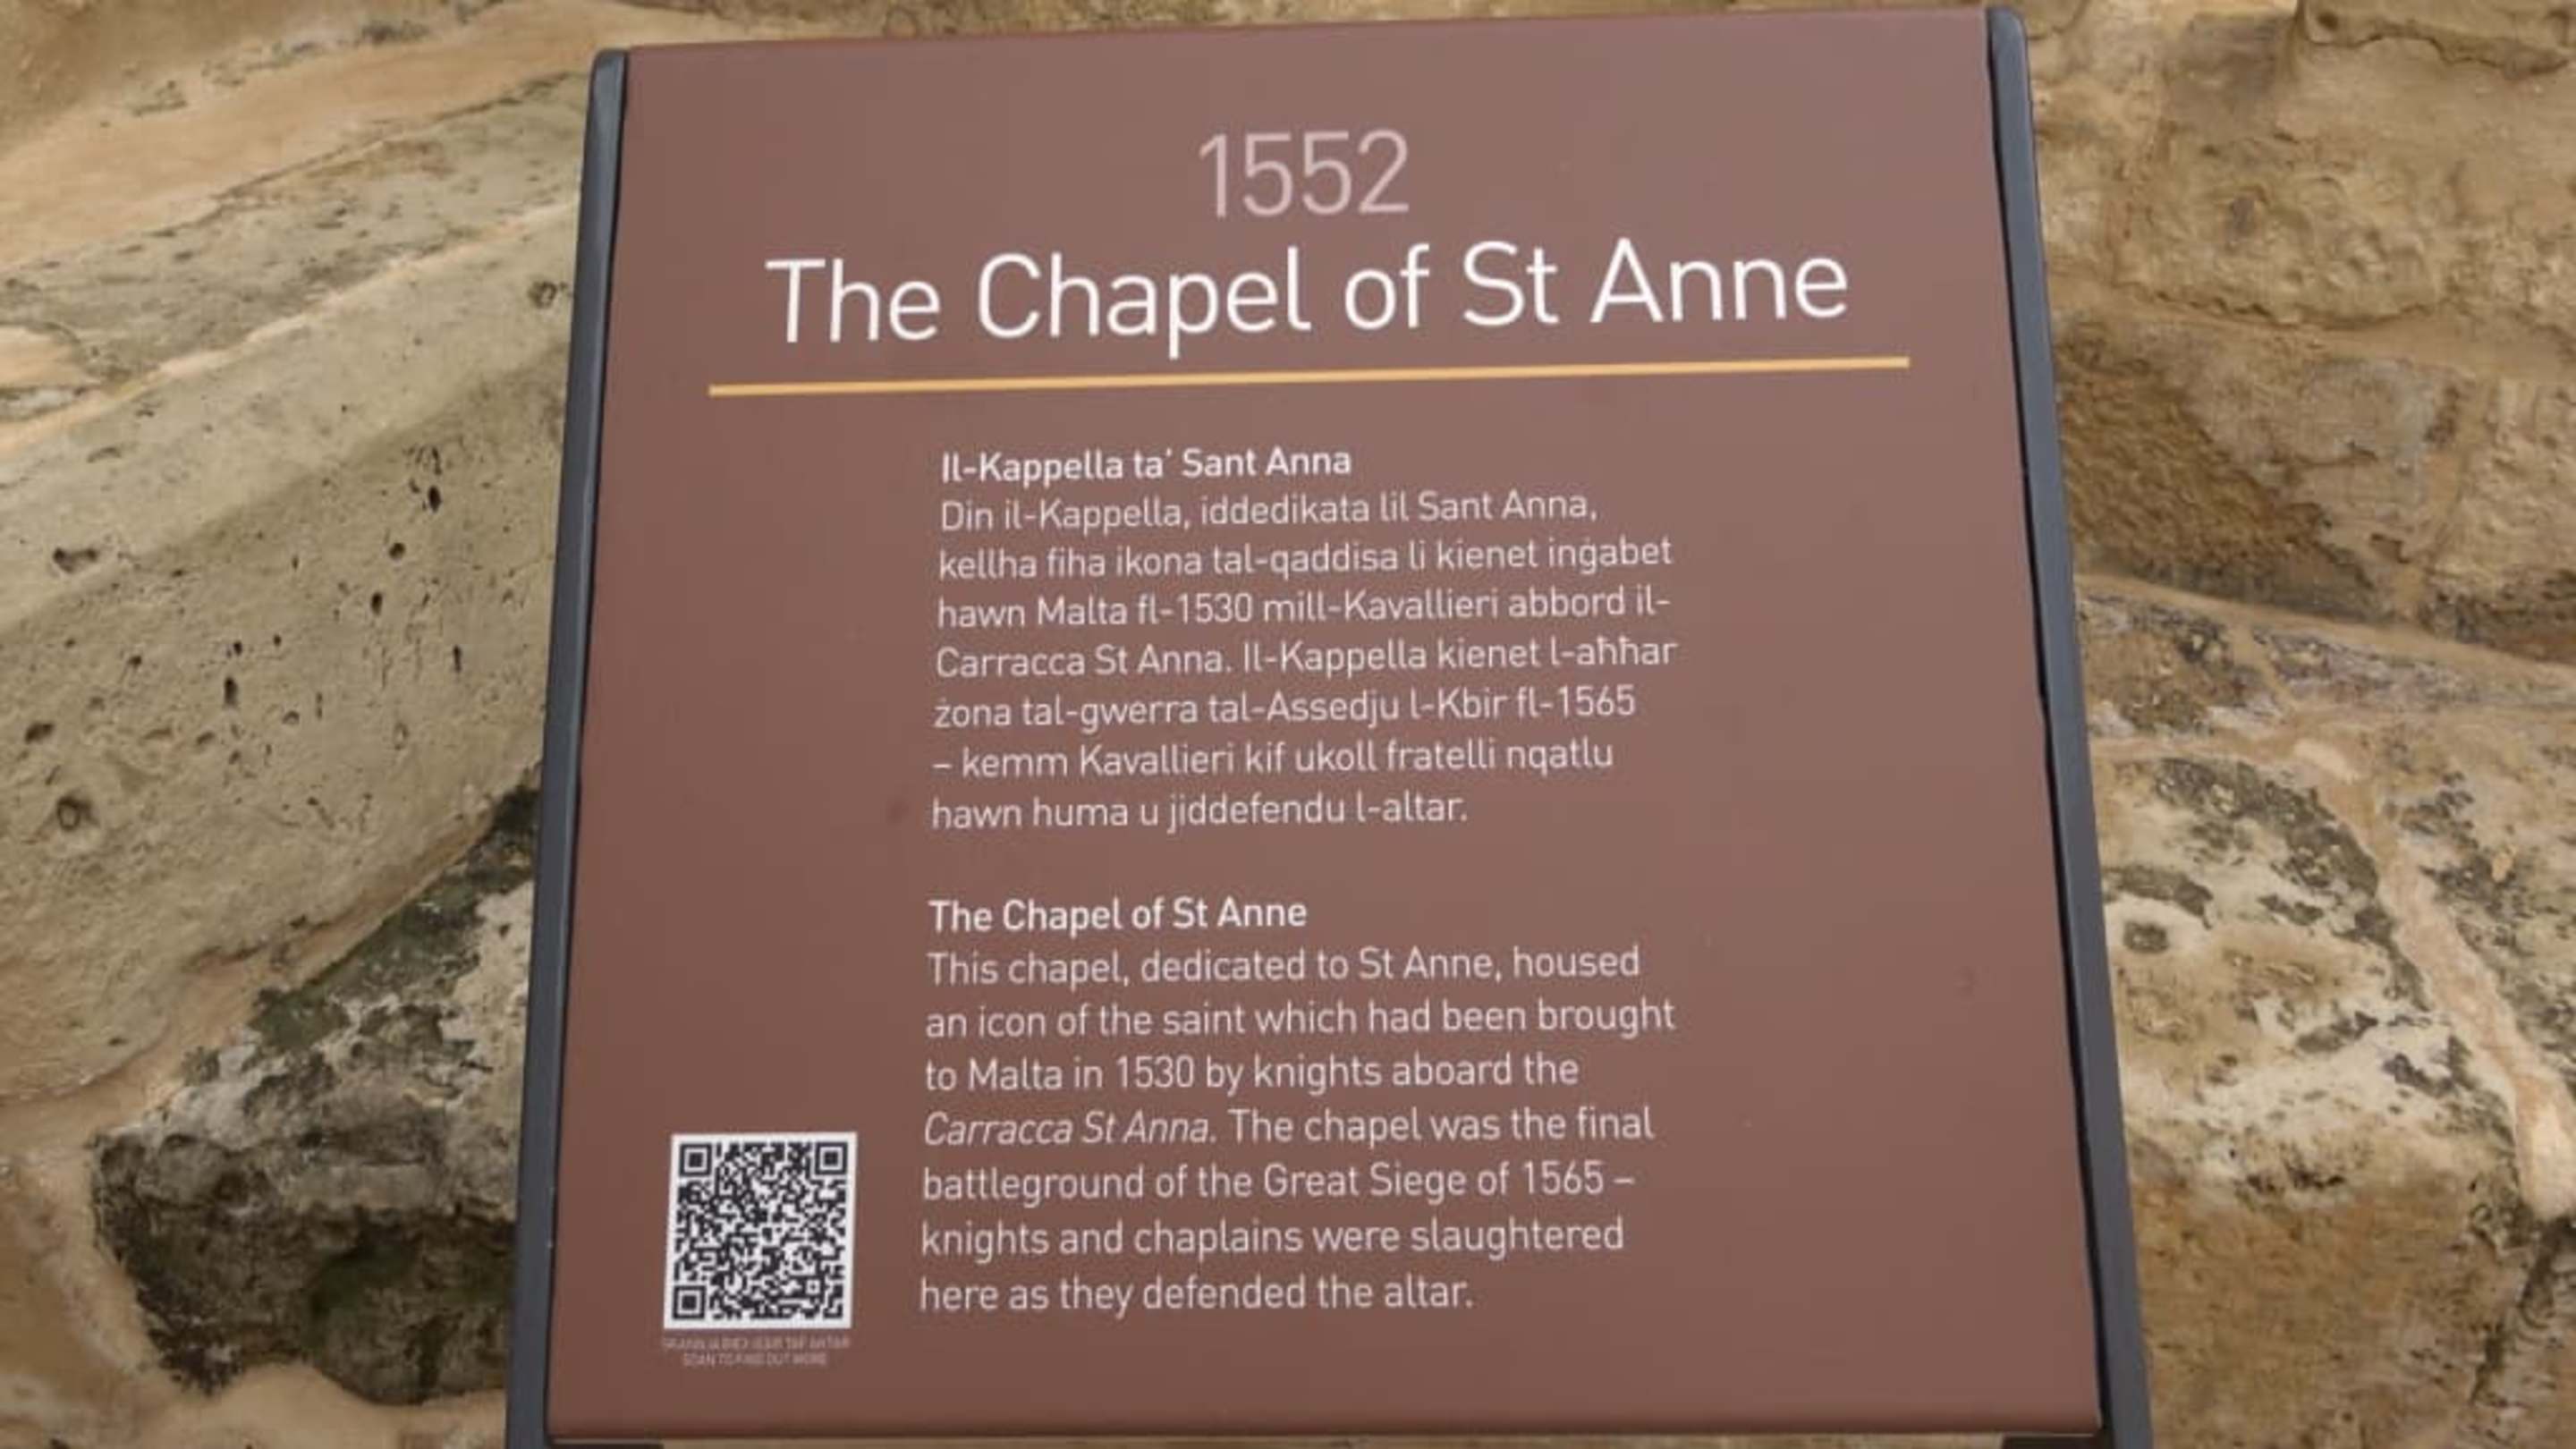 1552
The Chapel of St Anne
Il-Kappella ta' Sant Anna
Din il-Kappella, iddedikata lil Sant Anna,
kellha fiha ikona tal-qaddisa li kienet inġabet
hawn Malta fl-1530 mill-Kavallieri abbord il-
Carracca St Anna. Il-Kappella kienet l-aħħar
żona tal-gwerra tal-Assedju l-Kbir fl-1565
– kemm Kavallieri kif ukoll fratelli nqatlu
hawn huma u jiddefendu l-altar.
The Chapel of St Anne
This chapel, dedicated to St Anne, housed
an icon of the saint which had been brought
to Malta in 1530 by knights aboard the
Carracca St Anna. The chapel was the final
battleground of the Great Siege of 1565 –
knights and chaplains were slaughtered
here as they defended the altar.
SCAN TO FIND OUT MORE